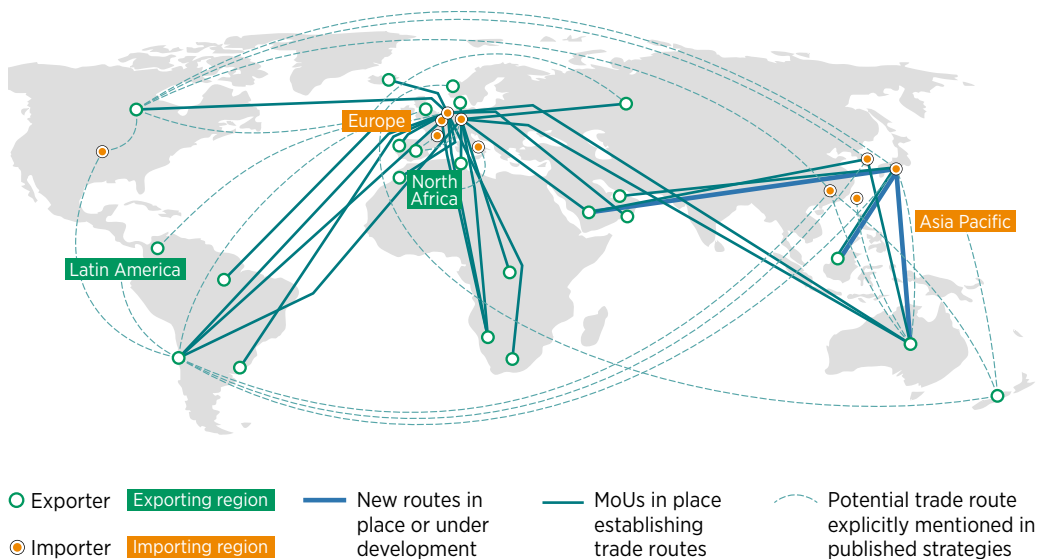 Europe
North
Africa
Asia Pacific
Latin America
Exporter
Exporting region
New routes in
place or under
development
MoUs in place
establishing
trade routes
Potential trade route
explicitly mentioned in
published strategies
Importer
Importing region